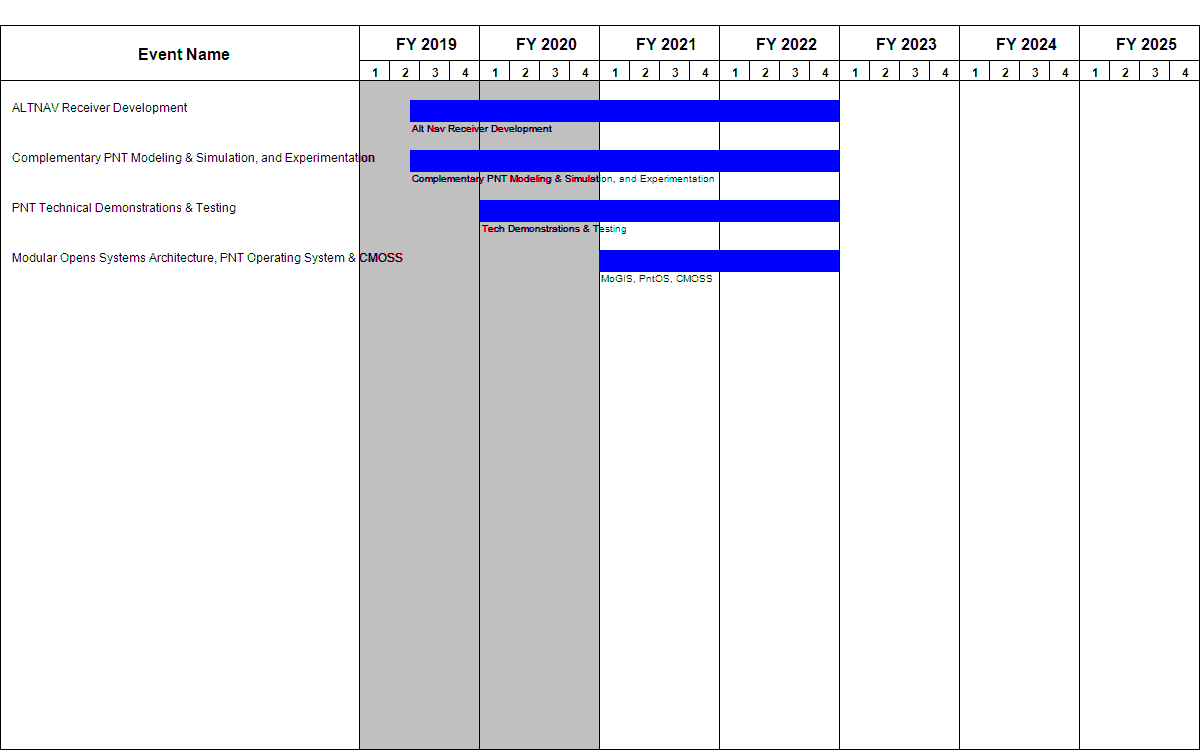 Event Name FY 2019 FY 2020 FY 2021 FY 2022 FY 2023 FY 2024 FY 2025
1 2 3 4 1 2 3 4 1 2 3 4 1 2 3 4 1 2 3 4 1 2 3 4 1 2 3 4
ALTNAV Receiver Development
Alt Nav Receiver Development
Complementary PNT Modeling & Simulation, and Experimentation
Complementary PNT Modeling & Simulation, and Experimentation
PNT Technical Demonstrations & Testing
Tech Demonstrations & Testing
Modular Opens Systems Architecture, PNT Operating System & CMOSS
MoGIS, PntOS, CMOSS